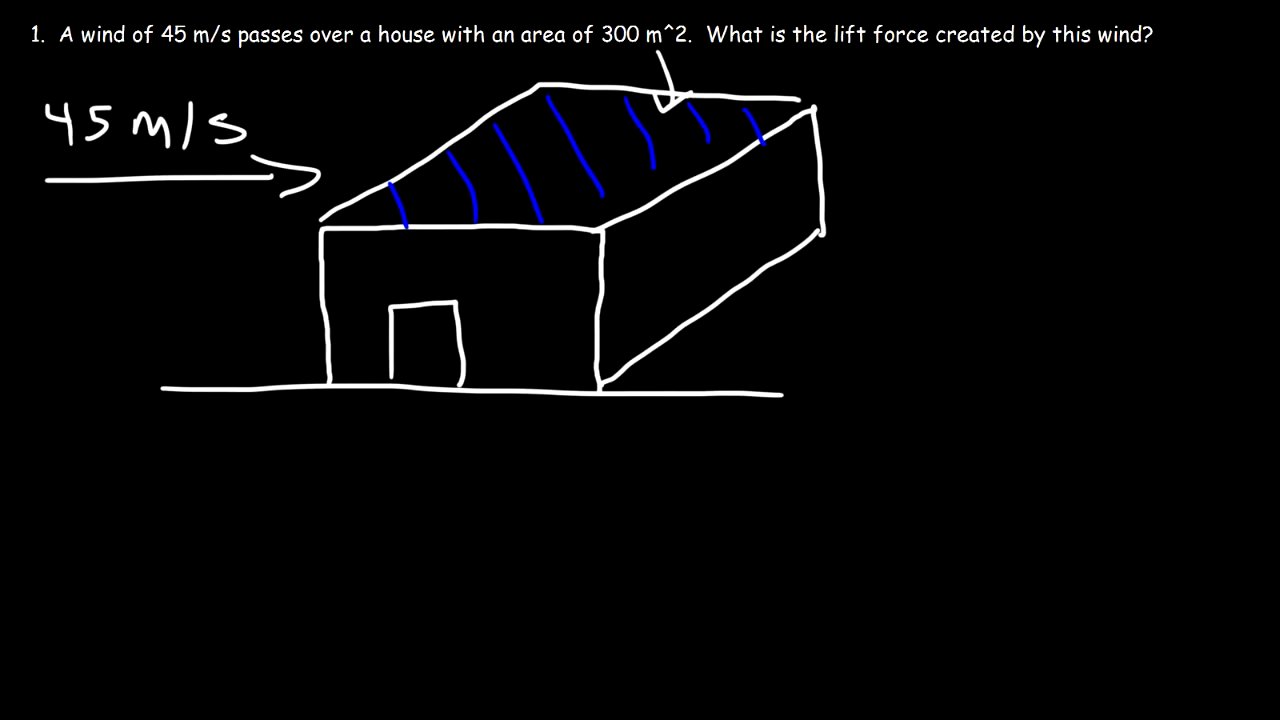 1. A wind of 45 m/s passes over a house with an area of 300 m^2. What is the lift force created by this wind?
45 m/s